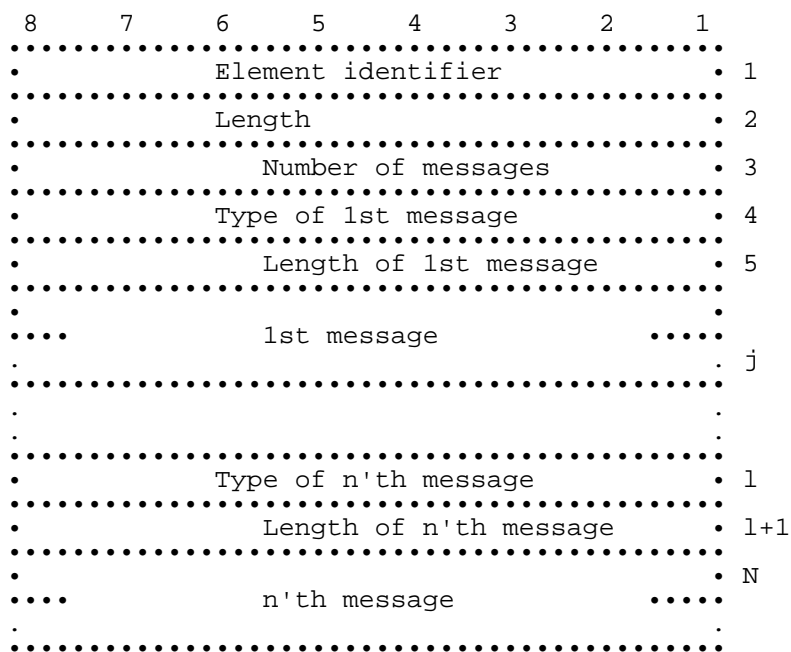 8 7 6 5 4 3 2 1
Element identifier 1
Length 2
Number of messages 3
Type of 1st message 4
Length of 1st message 5
1st message
j
Type of n'th message l
Length of n'th message l+1
N
n'th message